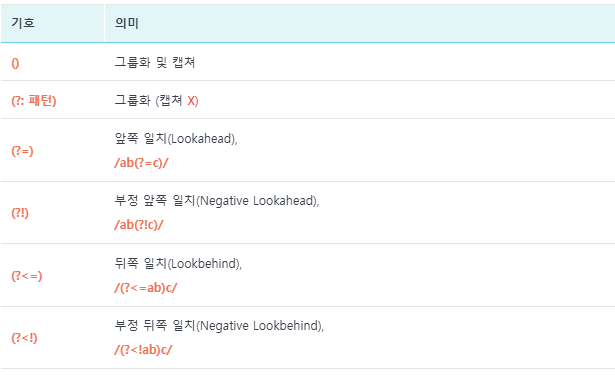 기호 의미
() 그룹화 및 캡쳐
(?: 패턴) 그룹화 (캡쳐 X)
(?=) 앞쪽 일치(Lookahead),
/ab(?=c)/
(?!) 부정 앞쪽 일치(Negative Lookahead),
/ab(?!c)/
(?<=) 뒤쪽 일치(Lookbehind),
/(?<=ab)c/
(?<!) 부정 뒤쪽 일치(Negative Lookbehind),
/(?<!ab)c/